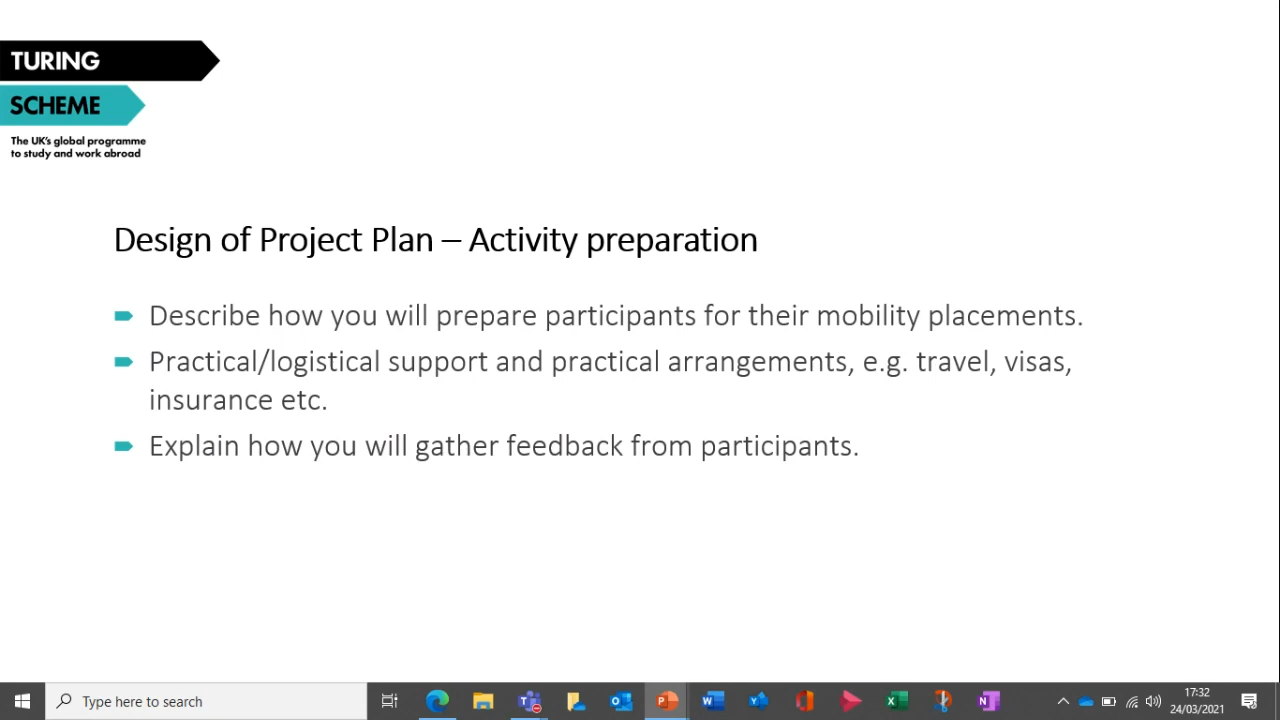 TURING
SCHEME
The UK's global programme
to study and work abroad
Design of Project Plan – Activity preparation
Describe how you will prepare participants for their mobility placements.
Practical/logistical support and practical arrangements, e.g. travel, visas,
insurance etc.
Explain how you will gather feedback from participants.
Type here to search
17:32
24/03/2021